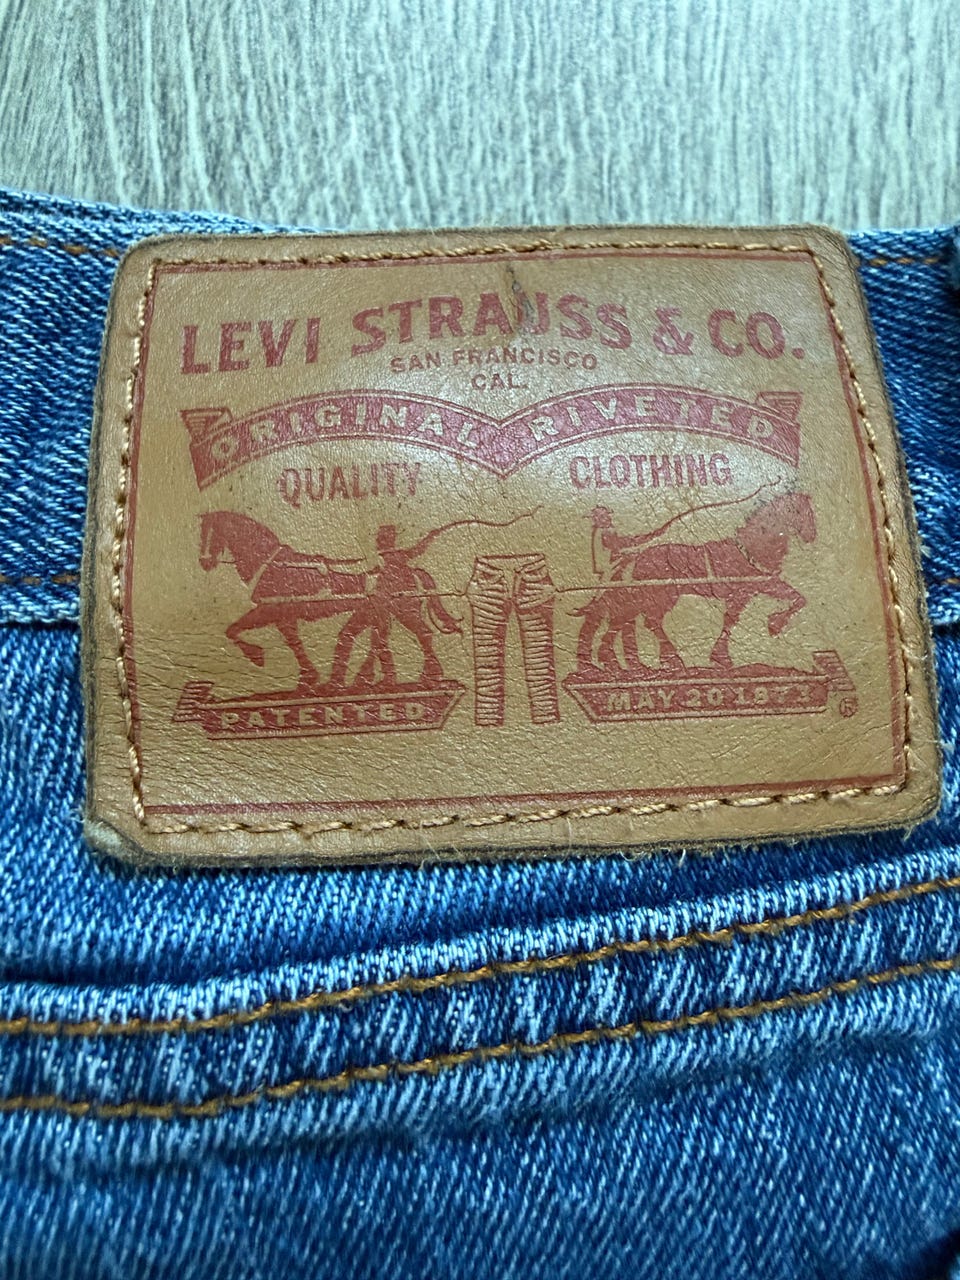 LEVI STRAUSS & CO.
SAN FRANCISCO
CAL.
ORIGINAL RIVETED
QUALITY CLOTHING
PATENTED MAY 20 1873 ®